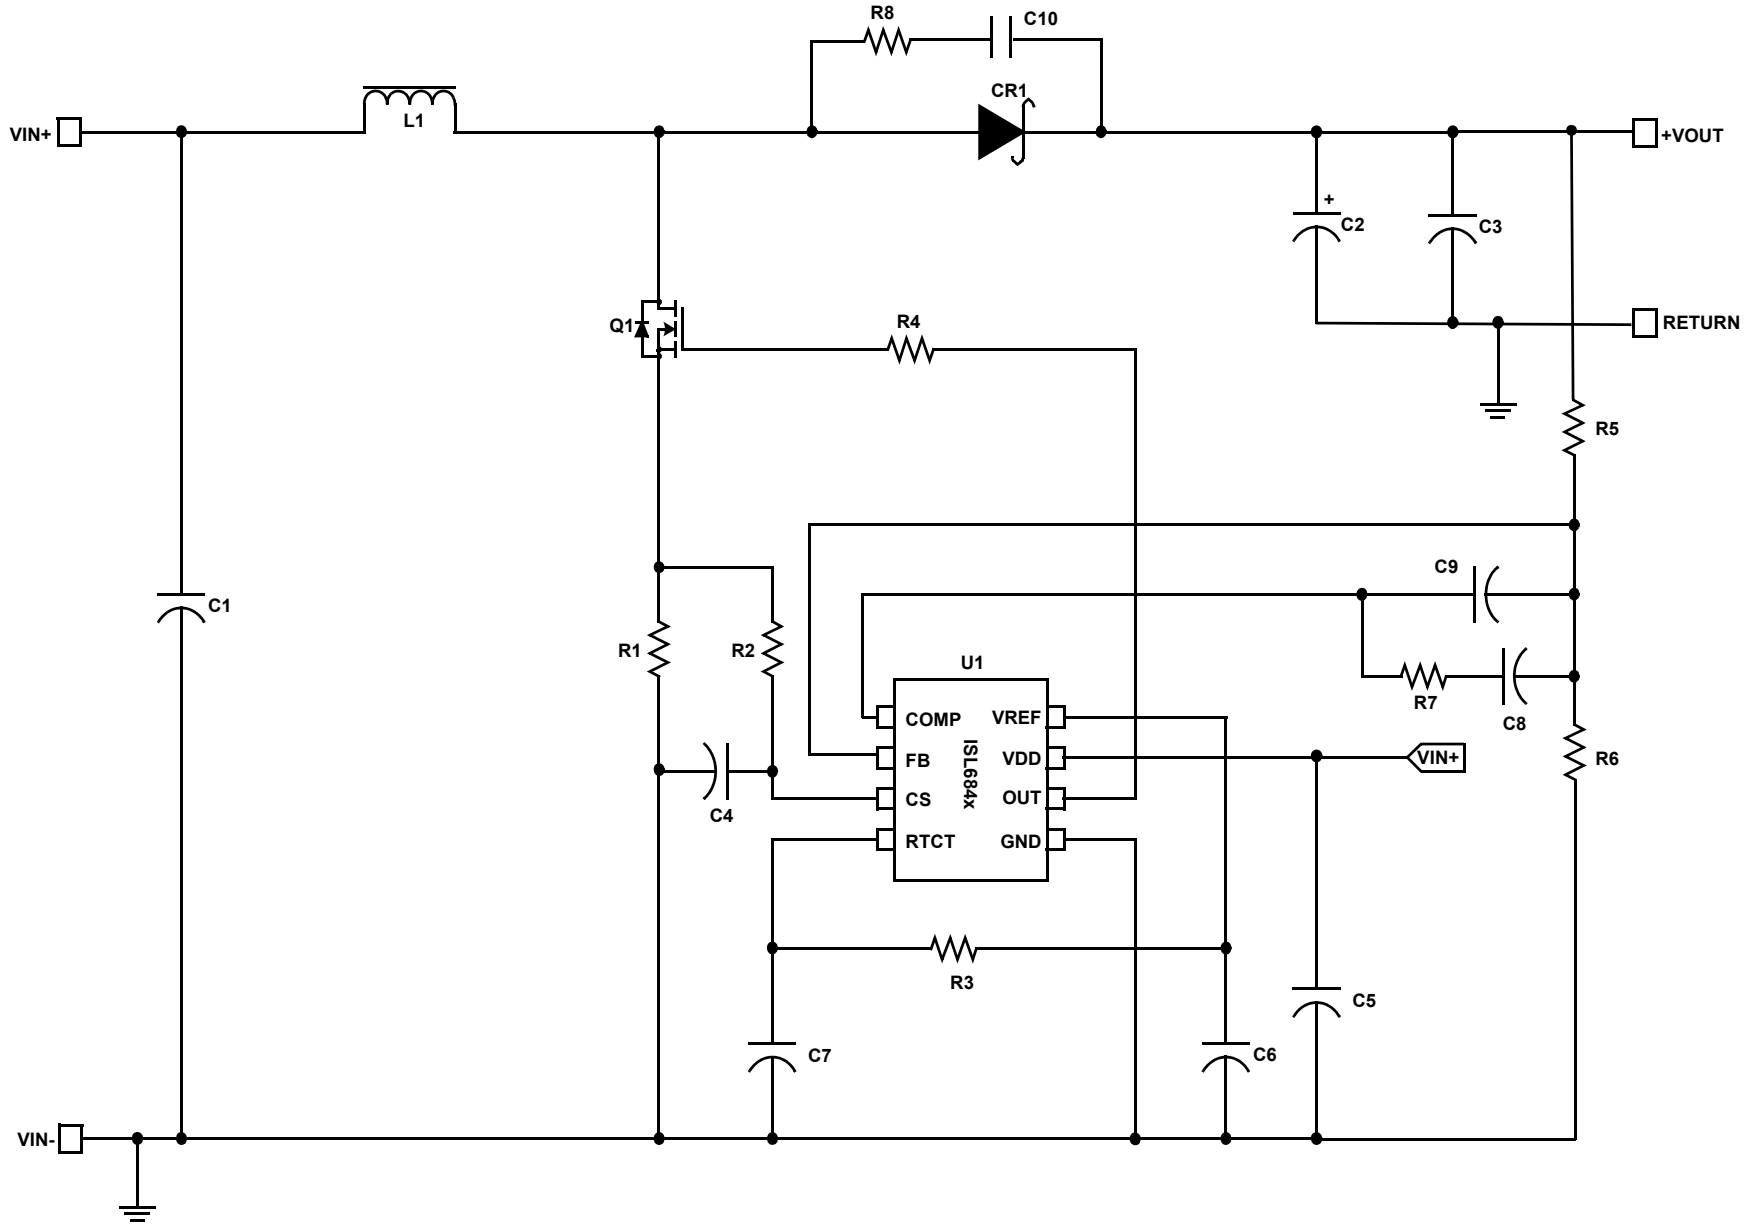 R8
C10
CR1
VIN+
L1
+VOUT
+
C2
C3
Q1
R4
RETURN
R5
C9
C1
R1
R2
U1
R7
C8
COMP
VREF
FB
VDD
VIN+
R6
CS
OUT
C4
RTCT
GND
ISL684x
R3
C5
C7
C6
VIN-